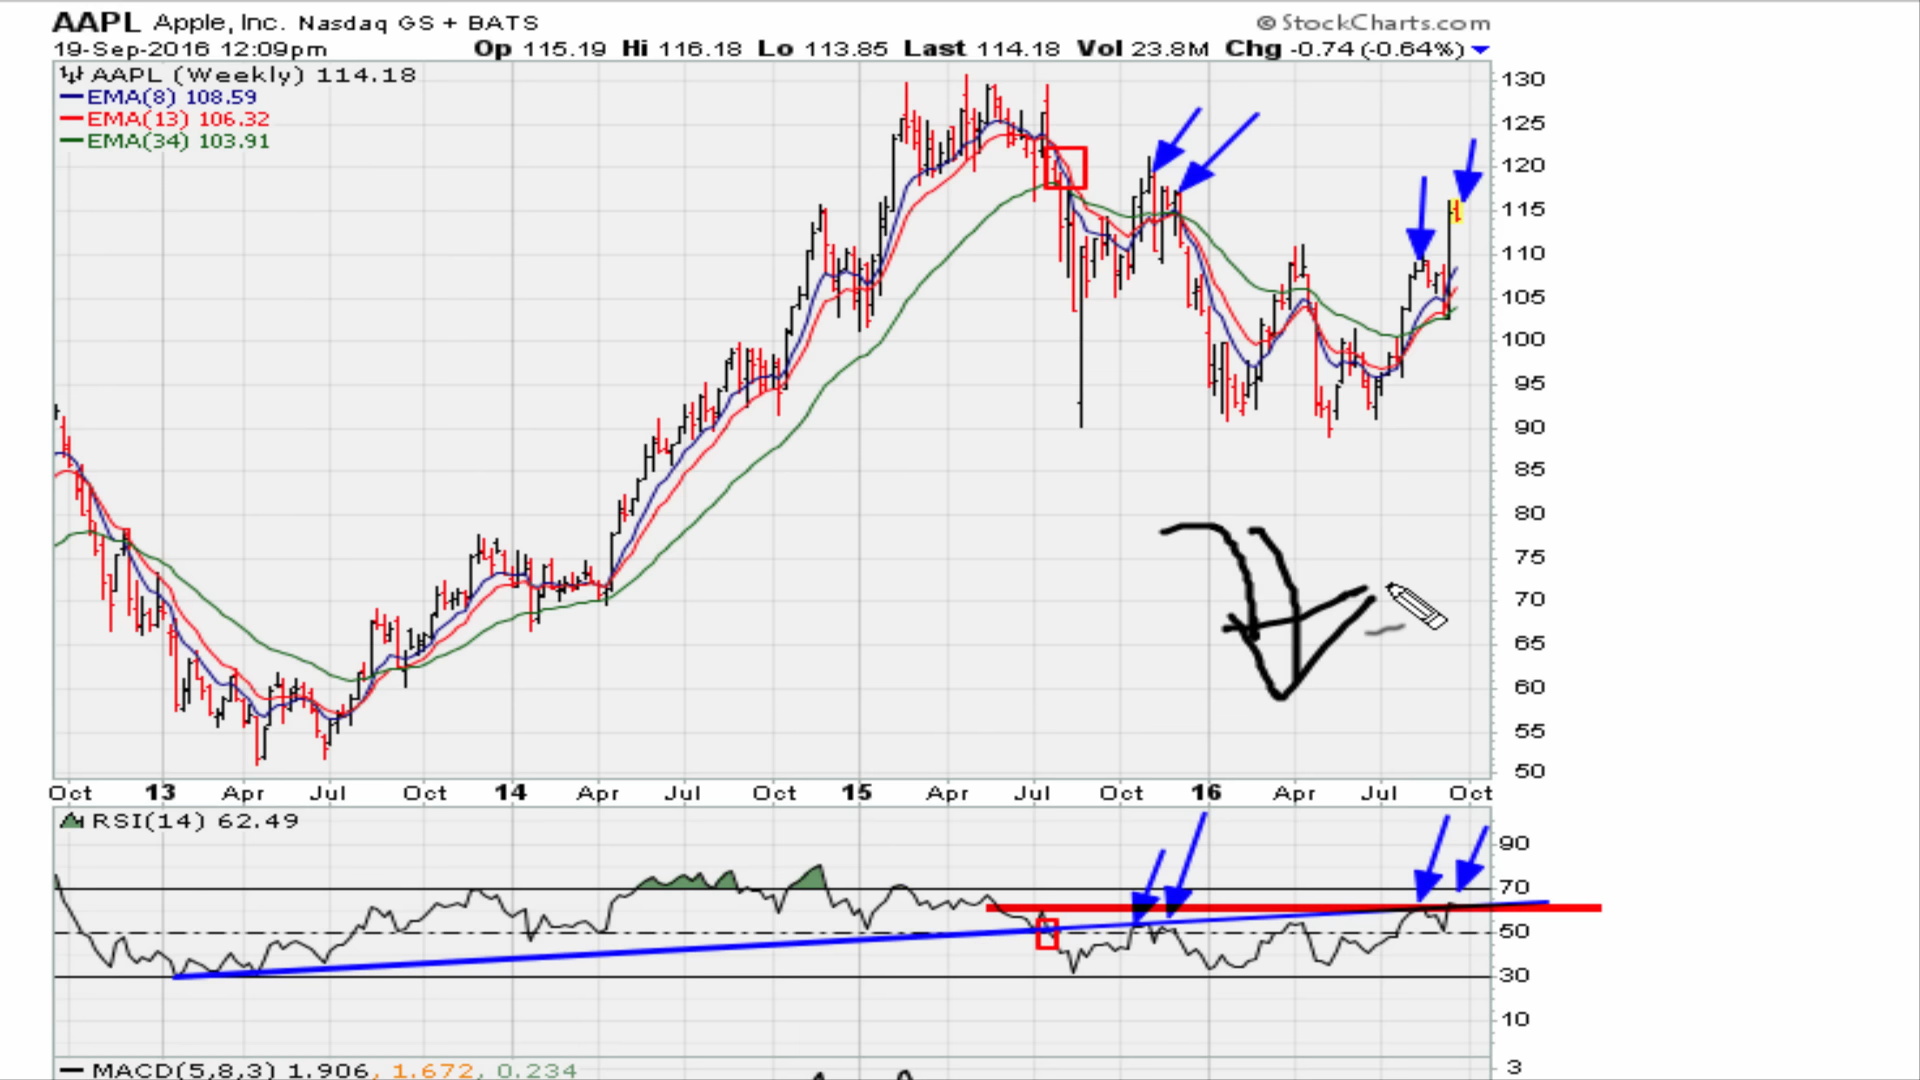 AAPL Apple, Inc. Nasdaq GS + BATS © StockCharts.com
19-Sep-2016 12:09pm Op 115.19 Hi 116.18 Lo 113.85 Last 114.18 Vol 23.8M Chg -0.74 (-0.64%)
AAPL (Weekly) 114.18
EMA(8) 108.59
EMA(13) 106.32
EMA(34) 103.91
130
125
120
115
110
105
100
95
90
85
80
75
70
65
60
55
50
Oct 13 Apr Jul Oct 14 Apr Jul Oct 15 Apr Jul Oct 16 Apr Jul Oct
RSI(14) 62.49
90
70
50
30
10
MACD(5,8,3) 1.906, 1.672, 0.234
3